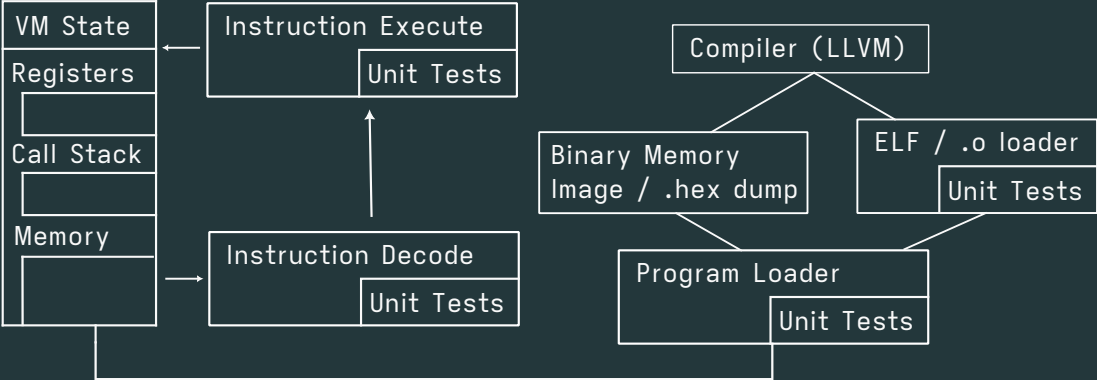 VM State
Registers
Call Stack
Memory
Instruction Execute
Unit Tests
Instruction Decode
Unit Tests
Compiler (LLVM)
Binary Memory
Image / .hex dump
ELF / .o loader
Unit Tests
Program Loader
Unit Tests